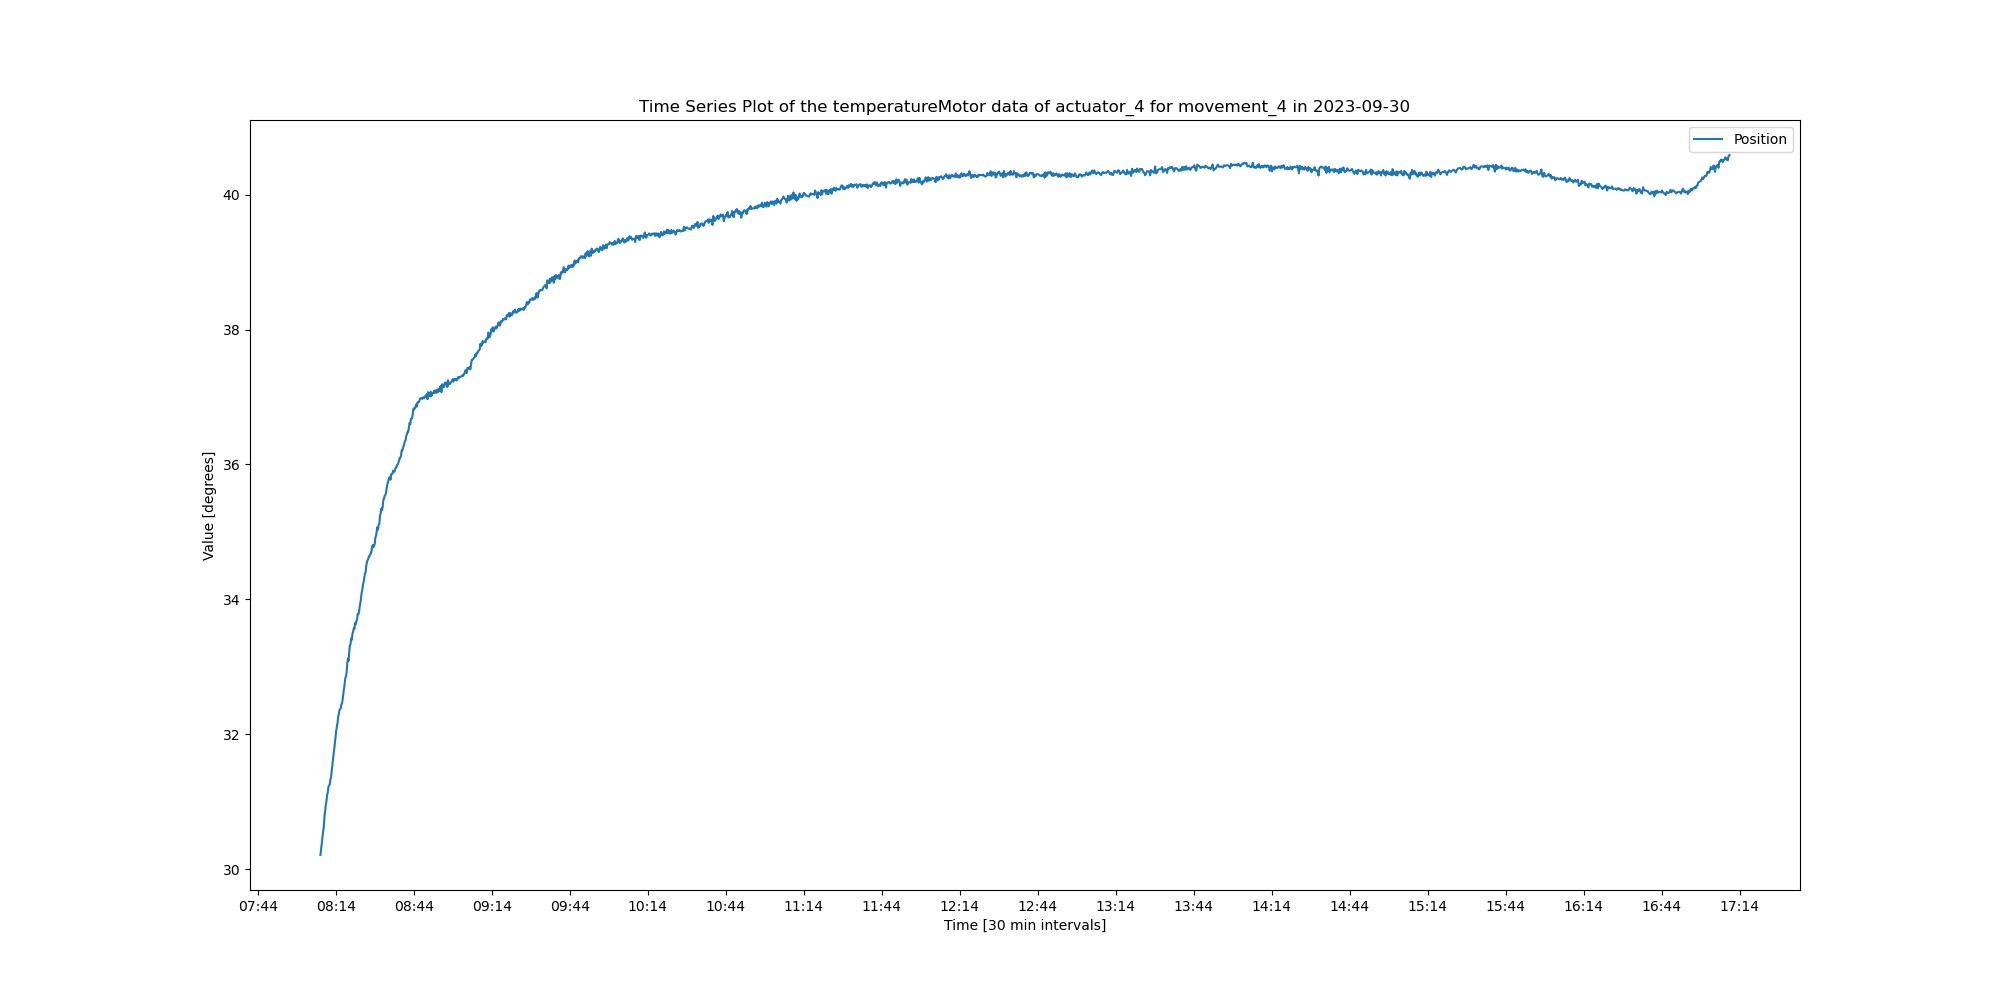 Time Series Plot of the temperatureMotor data of actuator_4 for movement_4 in 2023-09-30
Position
40
38
36
34
32
30
Value [degrees]
07:44 08:14 08:44 09:14 09:44 10:14 10:44 11:14 11:44 12:14 12:44 13:14 13:44 14:14 14:44 15:14 15:44 16:14 16:44 17:14
Time [30 min intervals]